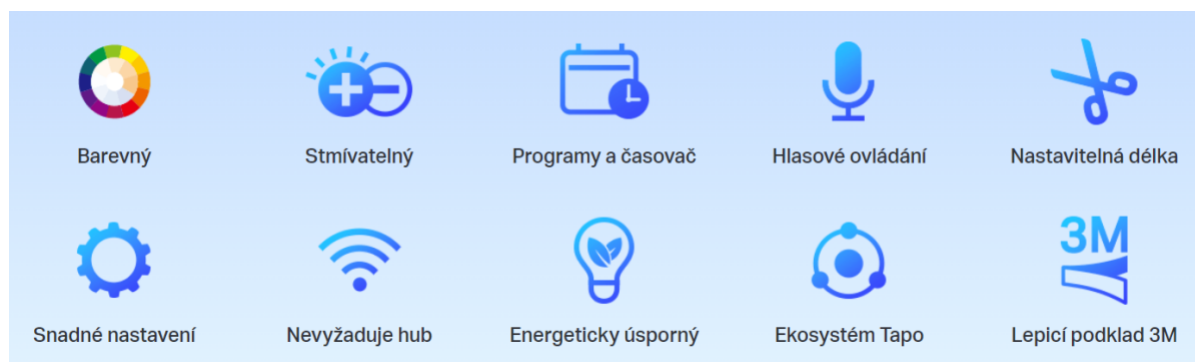 Barevný
Stmívatelný
Programy a časovač
Hlasové ovládání
Nastavitelná délka
3M
Snadné nastavení
Nevyžaduje hub
Energeticky úsporný
Ekosystém Tapo
Lepicí podklad 3M